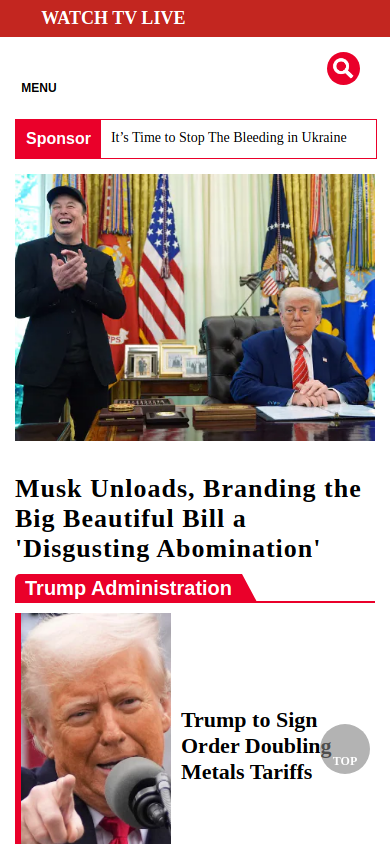 WATCH TV LIVE
MENU
Sponsor It’s Time to Stop The Bleeding in Ukraine
Musk Unloads, Branding the
Big Beautiful Bill a
'Disgusting Abomination'
Trump Administration
Trump to Sign
Order Doubling
Metals Tariffs
TOP